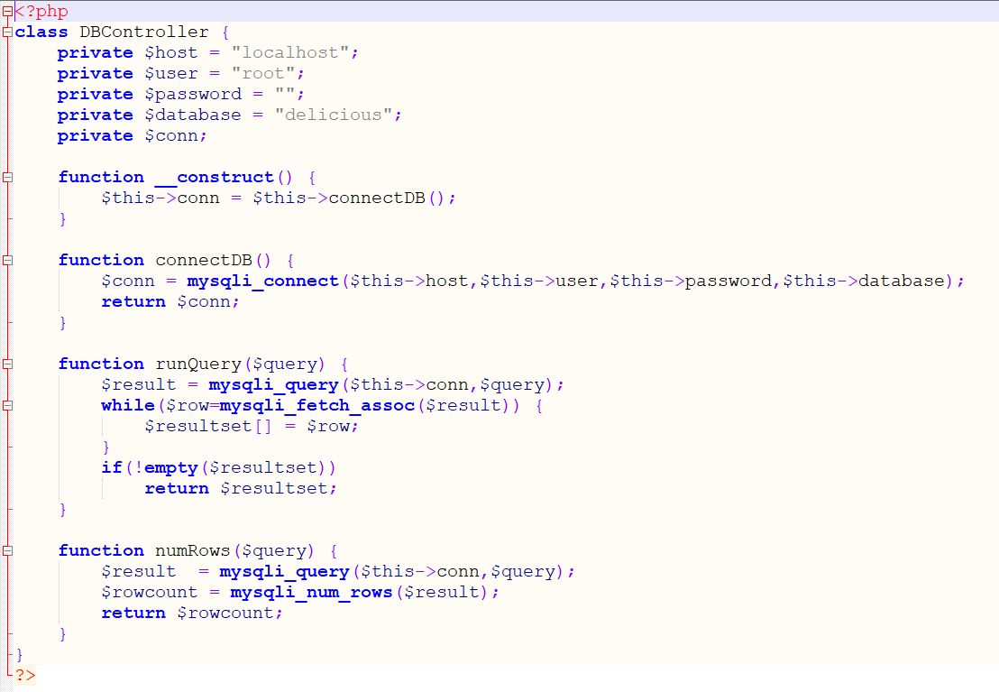 <?php
class DBController {
    private $host = "localhost";
    private $user = "root";
    private $password = "";
    private $database = "delicious";
    private $conn;

    function __construct() {
        $this->conn = $this->connectDB();
    }

    function connectDB() {
        $conn = mysqli_connect($this->host,$this->user,$this->password,$this->database);
        return $conn;
    }

    function runQuery($query) {
        $result = mysqli_query($this->conn,$query);
        while($row=mysqli_fetch_assoc($result)) {
            $resultset[] = $row;
        }
        if(!empty($resultset))
            return $resultset;
    }

    function numRows($query) {
        $result  = mysqli_query($this->conn,$query);
        $rowcount = mysqli_num_rows($result);
        return $rowcount;
    }
}
?>